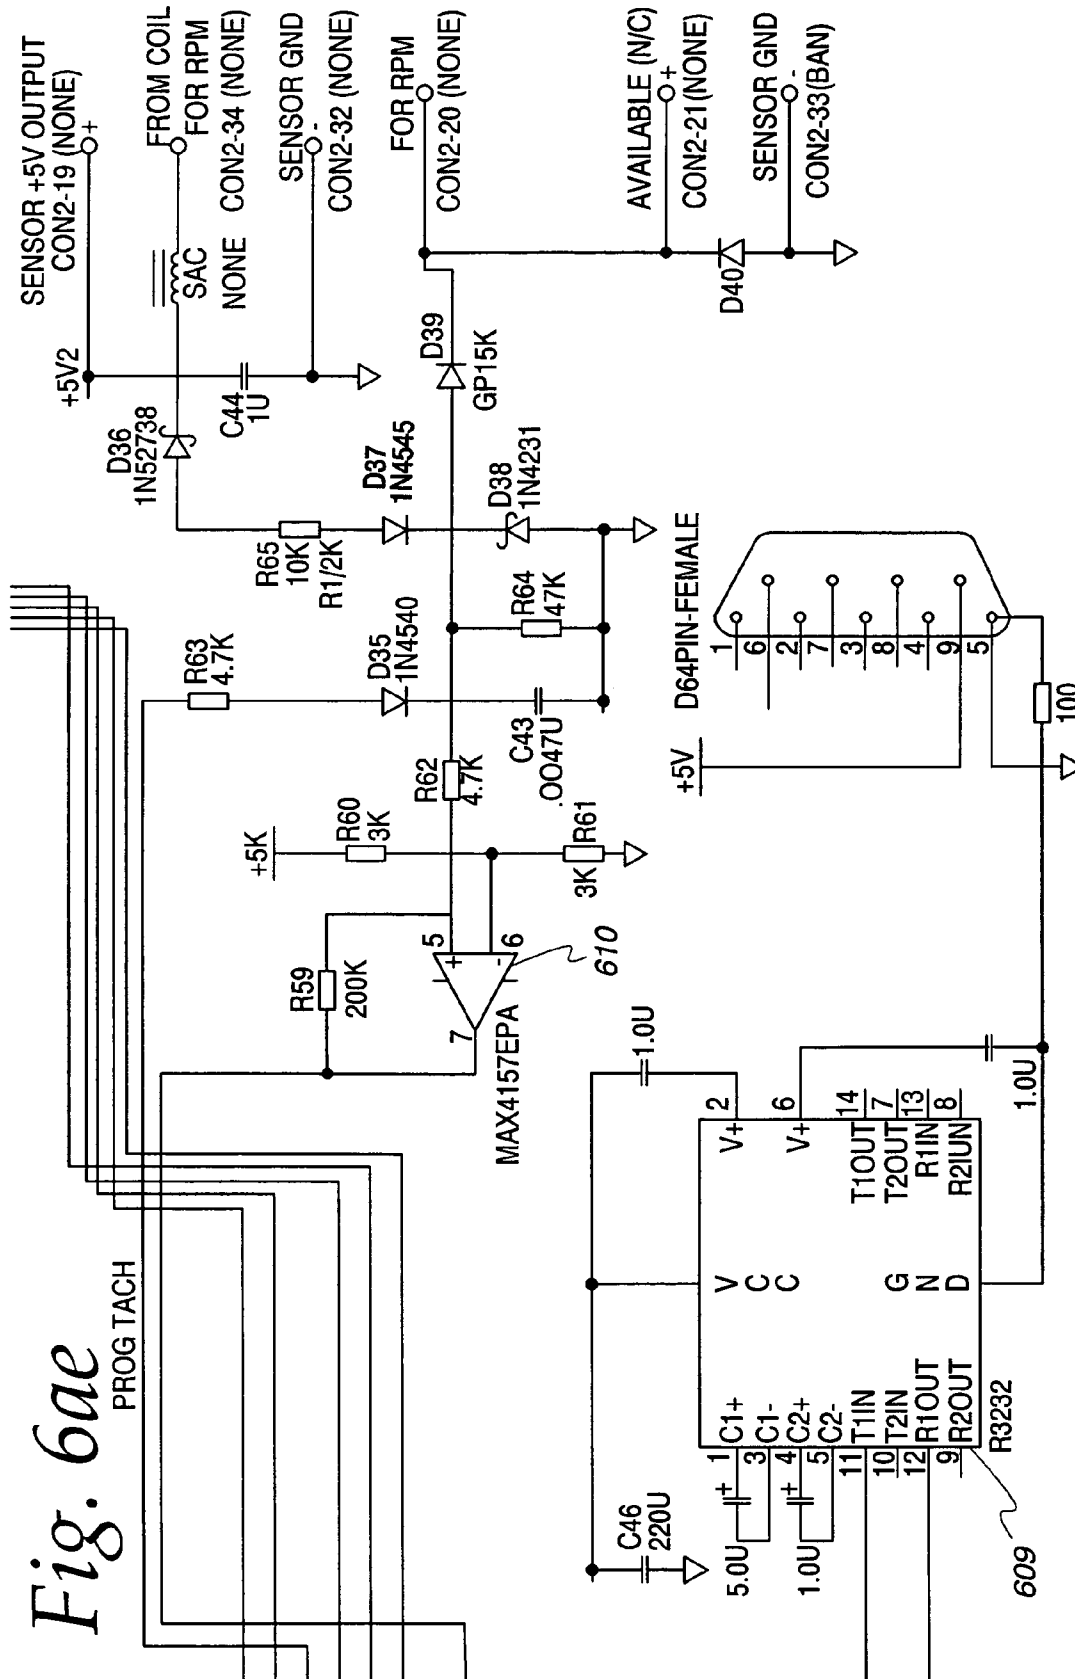 Fig. 6ae
PROG TACH
SENSOR +5V OUTPUT
CON2-19 (NONE)
+
+5V2
FROM COIL
FOR RPM
CON2-34 (NONE)
SAC
NONE
SENSOR GND
-
CON2-32 (NONE)
D36
1N52738
C44
1U
R65
10K
R1/2K
D37
1N4545
D38
1N4231
FOR RPM
CON2-20 (NONE)
D39
GP15K
AVAILABLE (N/C)
+
CON2-21(NONE)
D40
SENSOR GND
-
CON2-33(BAN)
R63
4.7K
D35
1N4540
R64
47K
C43
.OO47U
R62
4.7K
+5K
R60
3K
R61
3K
R59
200K
5
+
-
6
7
MAX4157EPA
610
D64PIN-FEMALE
1
6
2
7
3
8
4
9
5
+5V
100
1.0U
1.0U
C46
220U
5.0U
+
1.0U
+
1
C1+
3
C1-
4
C2+
5
C2-
11
T1IN
10
T2IN
12
R1OUT
9
R2OUT
V
C
C
G
N
D
V+
2
V+
6
T1OUT
14
T2OUT
7
R1IN
13
R2IUN
8
R3232
609